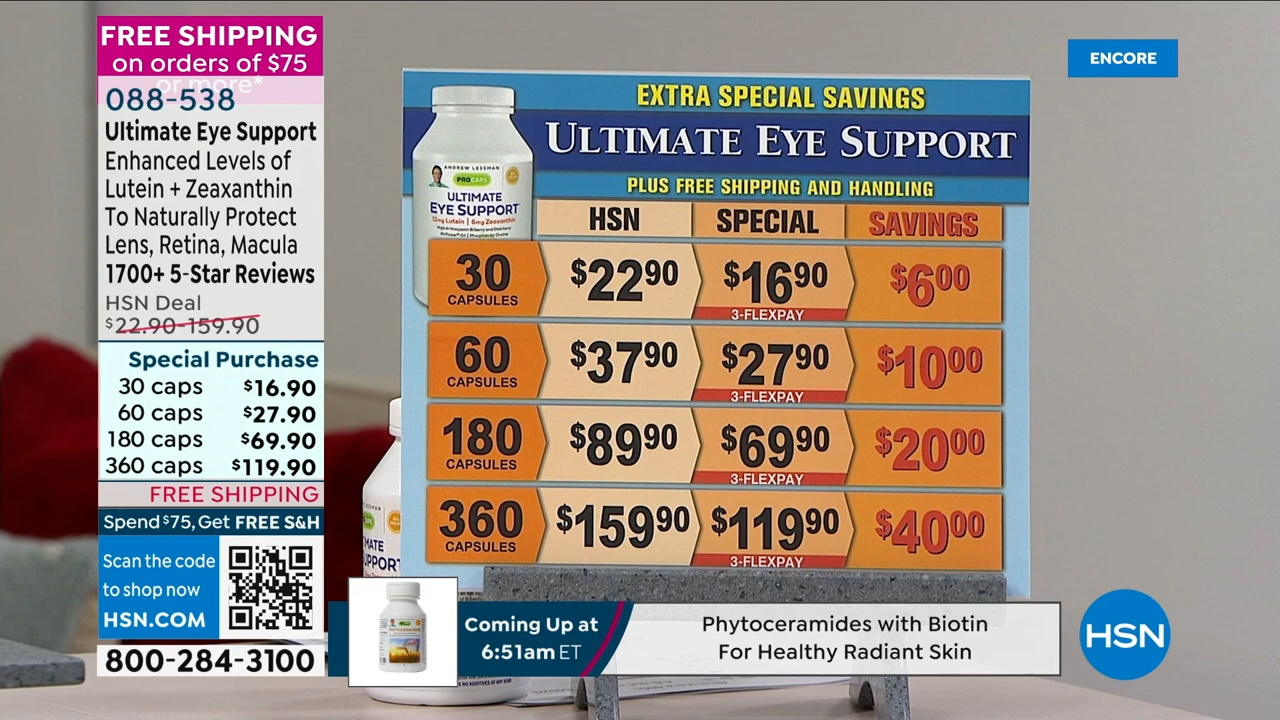 FREE SHIPPING
on orders of $75
or more*
088-538
Ultimate Eye Support
Enhanced Levels of
Lutein + Zeaxanthin
To Naturally Protect
Lens, Retina, Macula
1700+ 5-Star Reviews
HSN Deal
$22.90-159.90
Special Purchase
30 caps $16.90
60 caps $27.90
180 caps $69.90
360 caps $119.90
FREE SHIPPING
Spend $75, Get FREE S&H
Scan the code
to shop now
HSN.COM
800-284-3100
ENCORE
EXTRA SPECIAL SAVINGS
ULTIMATE EYE SUPPORT
PLUS FREE SHIPPING AND HANDLING
ANDREW LESSMAN
PROCAPS
ULTIMATE
EYE SUPPORT
12mg Lutein | 6mg Zeaxanthin
HSN SPECIAL SAVINGS
30 CAPSULES $22.90 $16.90 $6.00
3-FLEXPAY
60 CAPSULES $37.90 $27.90 $10.00
3-FLEXPAY
180 CAPSULES $89.90 $69.90 $20.00
3-FLEXPAY
360 CAPSULES $159.90 $119.90 $40.00
3-FLEXPAY
Coming Up at
6:51am ET
Phytoceramides with Biotin
For Healthy Radiant Skin
HSN